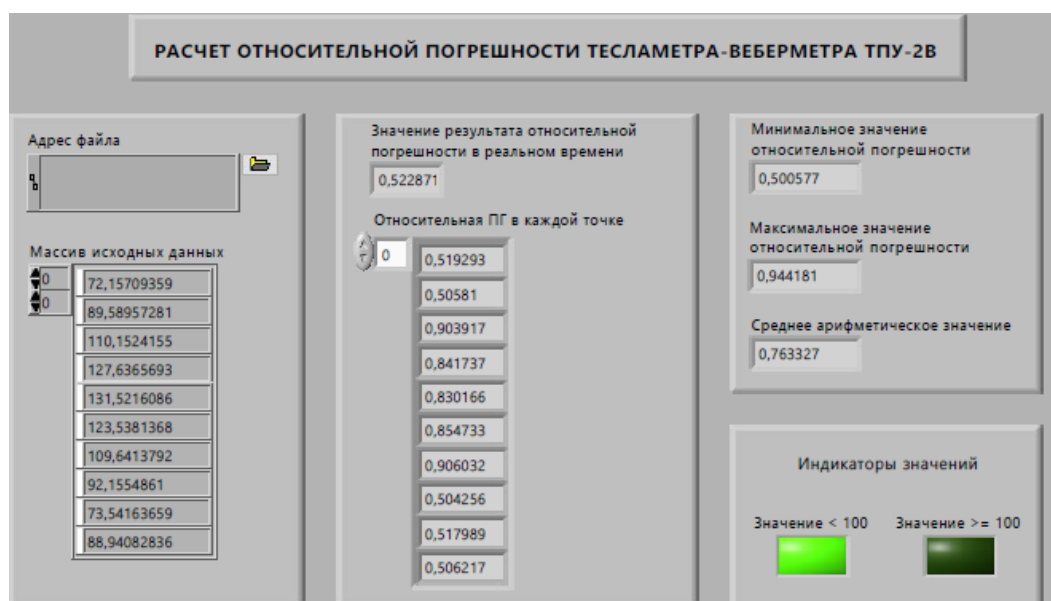 РАСЧЕТ ОТНОСИТЕЛЬНОЙ ПОГРЕШНОСТИ ТЕСЛАМЕТРА-ВЕБЕРМЕТРА ТПУ-2В
Адрес файла
Массив исходных данных
0
0
72,15709359
89,58957281
110,1524155
127,6365693
131,5216086
123,5381368
109,6413792
92,1554861
73,54163659
88,94082836
Значение результата относительной
погрешности в реальном времени
0,522871
Относительная ПГ в каждой точке
0
0,519293
0,50581
0,903917
0,841737
0,830166
0,854733
0,906032
0,504256
0,517989
0,506217
Минимальное значение
относительной погрешности
0,500577
Максимальное значение
относительной погрешности
0,944181
Среднее арифметическое значение
0,763327
Индикаторы значений
Значение < 100
Значение >= 100